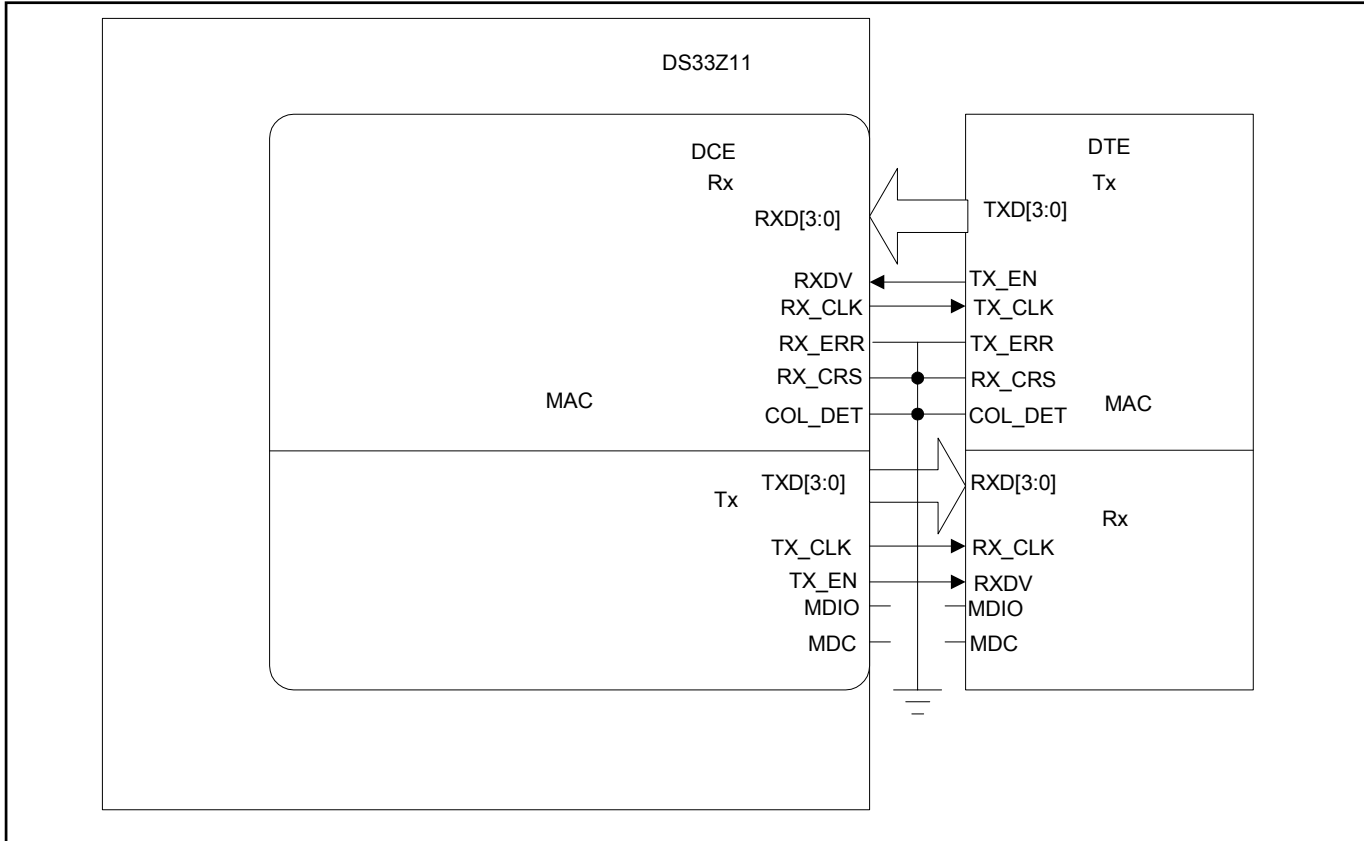 DS33Z11
DCE
Rx
RXD[3:0]
RXDV
RX_CLK
RX_ERR
RX_CRS
COL_DET
MAC
Tx
TXD[3:0]
TX_CLK
TX_EN
MDIO
MDC
DTE
Tx
TXD[3:0]
TX_EN
TX_CLK
TX_ERR
RX_CRS
COL_DET
MAC
RXD[3:0]
Rx
RX_CLK
RXDV
MDIO
MDC